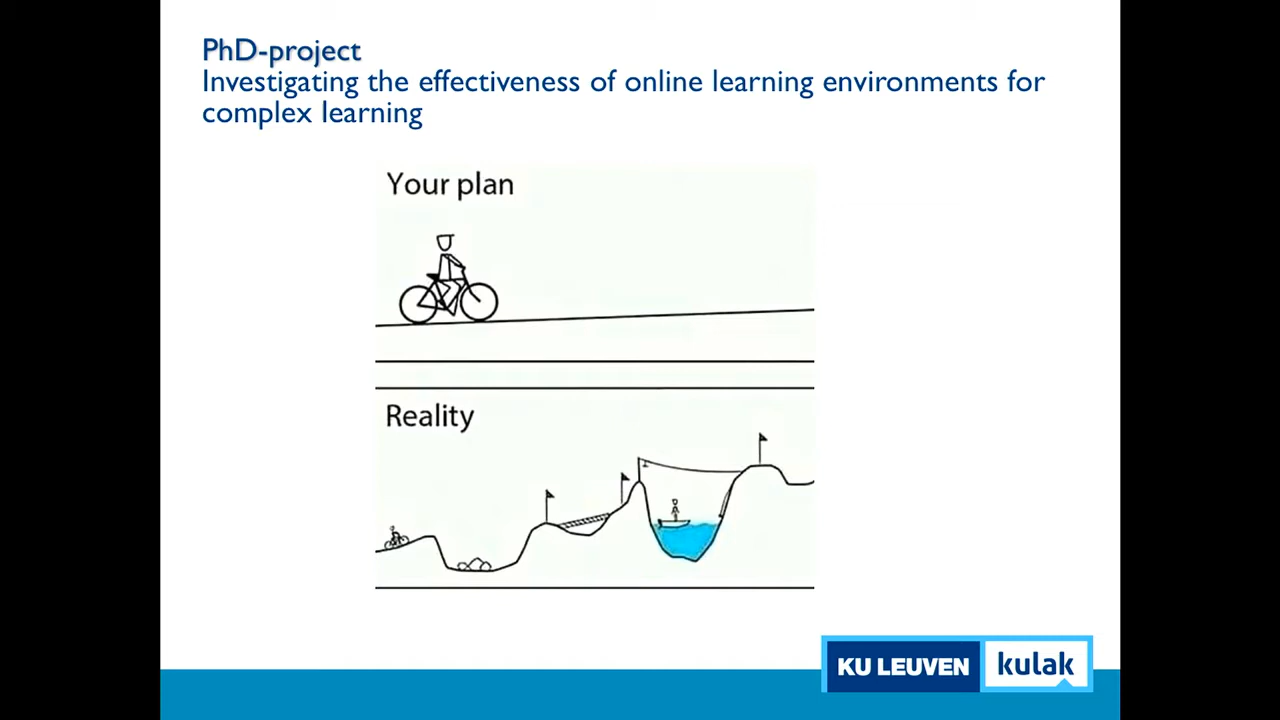 PhD-project
Investigating the effectiveness of online learning environments for
complex learning
Your plan
Reality
KU LEUVEN kulak